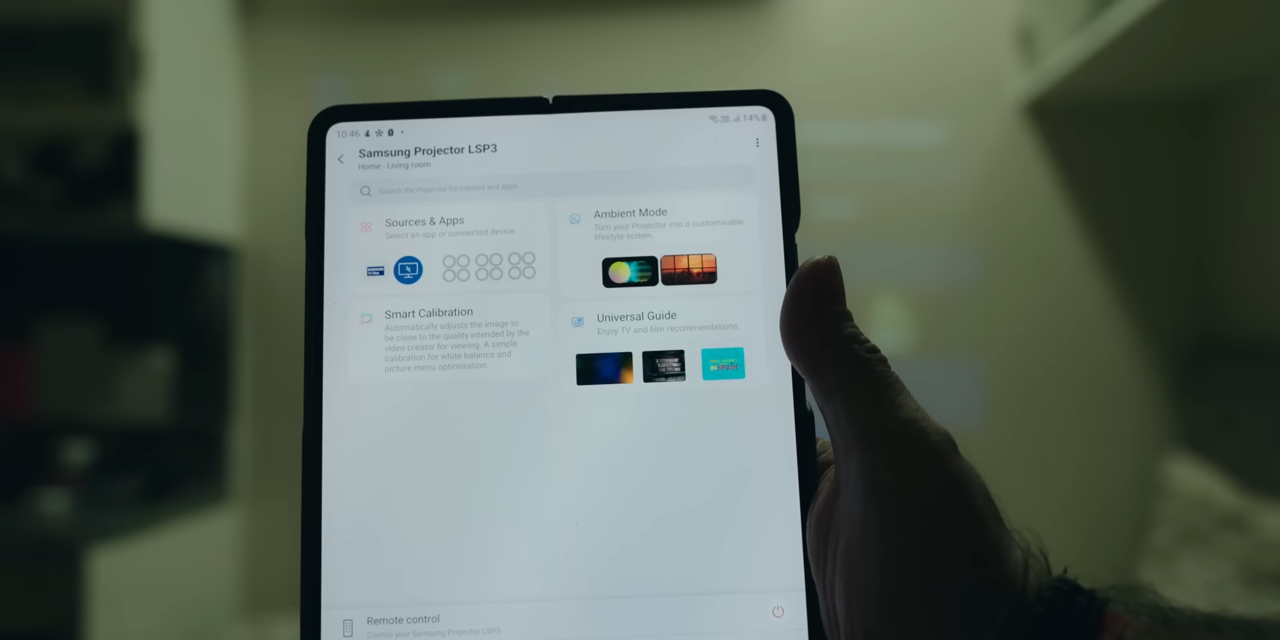 10:46
14%
Samsung Projector LSP3
Home · Living room
Search the Projector for content and apps
Sources & Apps
Select an app or connected device
Ambient Mode
Turn your Projector into a customisable
lifestyle screen.
Smart Calibration
Automatically adjusts the image to
be close to the quality intended by the
video creator for viewing. A simple
calibration for white balance and
picture menu optimisation.
Universal Guide
Enjoy TV and film recommendations.
Remote control
Control your Samsung Projector LSP3